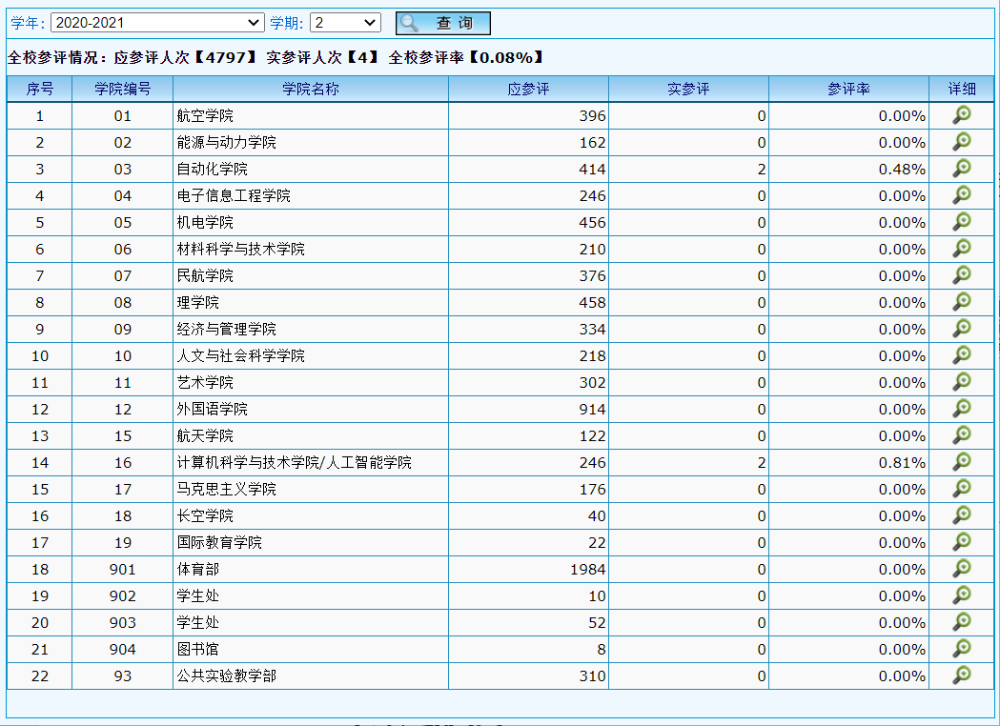 学年: 2020-2021 学期: 2 查 询
全校参评情况：应参评人次【4797】 实参评人次【4】 全校参评率【0.08%】
序号 学院编号 学院名称 应参评 实参评 参评率 详细
1 01 航空学院 396 0 0.00%
2 02 能源与动力学院 162 0 0.00%
3 03 自动化学院 414 2 0.48%
4 04 电子信息工程学院 246 0 0.00%
5 05 机电学院 456 0 0.00%
6 06 材料科学与技术学院 210 0 0.00%
7 07 民航学院 376 0 0.00%
8 08 理学院 458 0 0.00%
9 09 经济与管理学院 334 0 0.00%
10 10 人文与社会科学学院 218 0 0.00%
11 11 艺术学院 302 0 0.00%
12 12 外国语学院 914 0 0.00%
13 15 航天学院 122 0 0.00%
14 16 计算机科学与技术学院/人工智能学院 246 2 0.81%
15 17 马克思主义学院 176 0 0.00%
16 18 长空学院 40 0 0.00%
17 19 国际教育学院 22 0 0.00%
18 901 体育部 1984 0 0.00%
19 902 学生处 10 0 0.00%
20 903 学生处 52 0 0.00%
21 904 图书馆 8 0 0.00%
22 93 公共实验教学部 310 0 0.00%